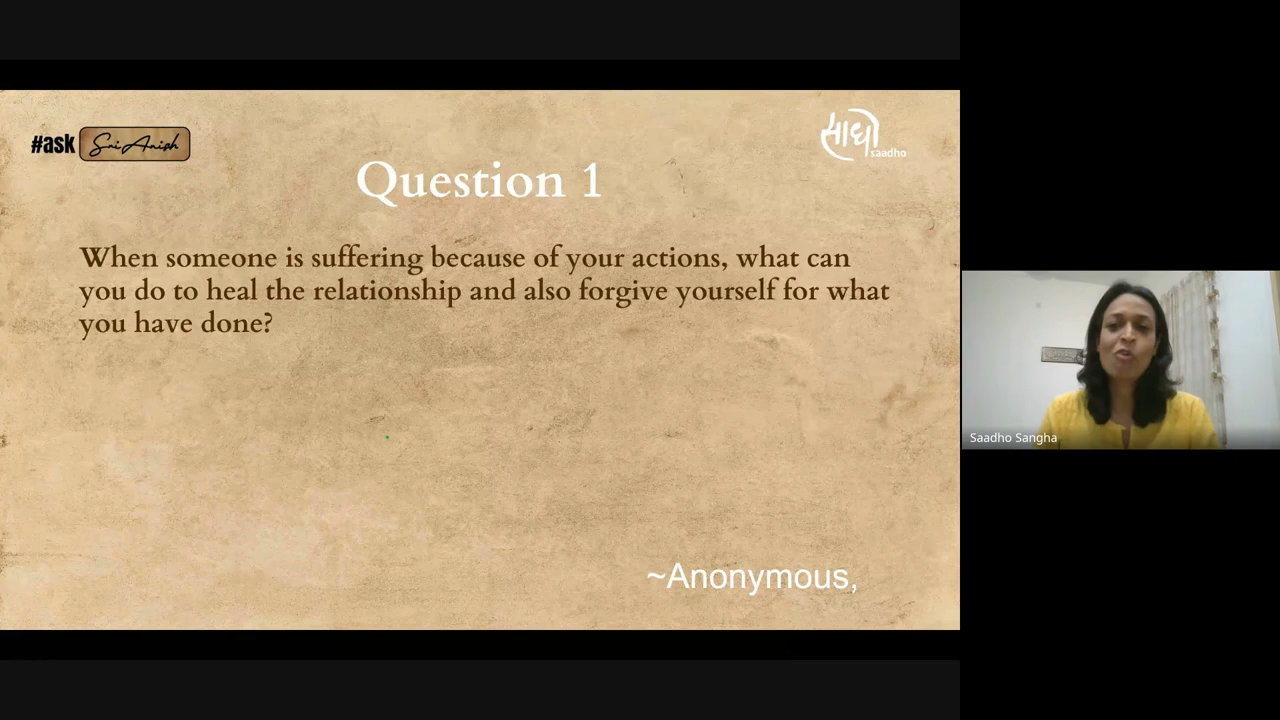 #ask Sri Anish
साधो
saadho
Question 1
When someone is suffering because of your actions, what can
you do to heal the relationship and also forgive yourself for what
you have done?
~Anonymous,
Saadho Sangha